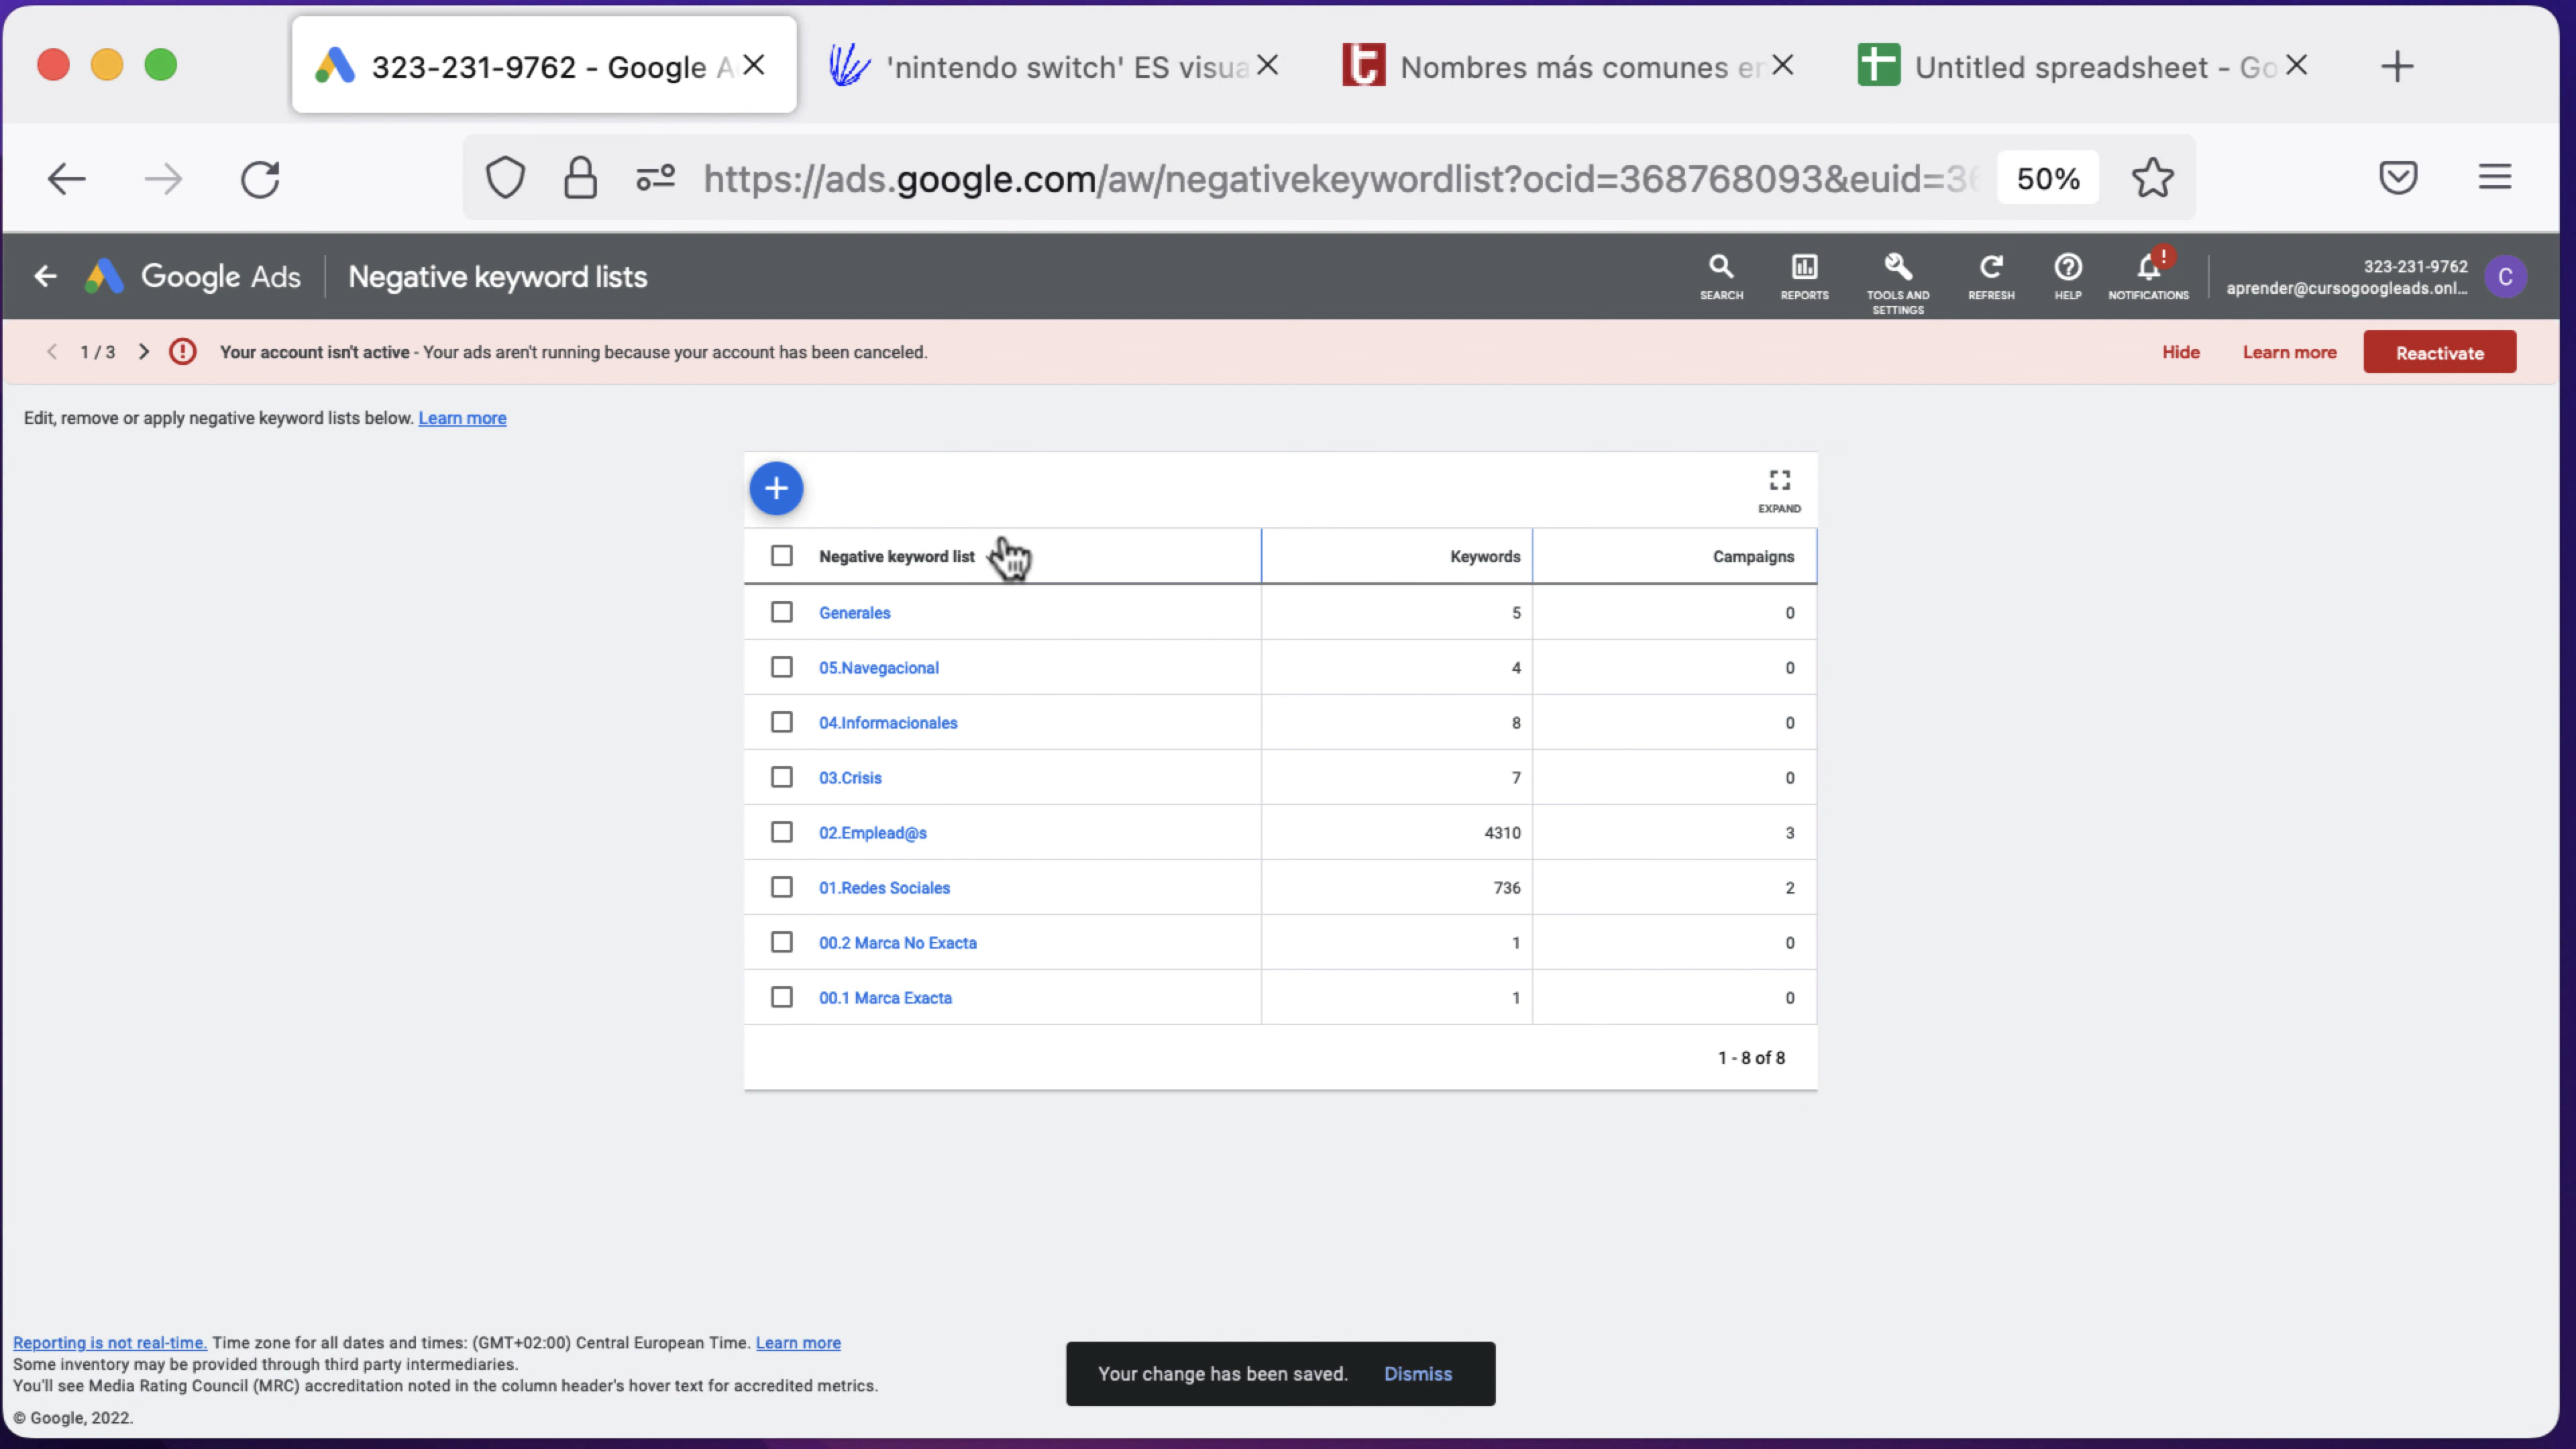 323-231-9762 - Google A
'nintendo switch' ES visua
Nombres más comunes e
Untitled spreadsheet - Go
https://ads.google.com/aw/negativekeywordlist?ocid=368768093&euid=3
50%
Google Ads
Negative keyword lists
SEARCH
REPORTS
TOOLS AND
SETTINGS
REFRESH
HELP
NOTIFICATIONS
323-231-9762
aprender@cursogoogleads.onl...
C
1 / 3
Your account isn't active - Your ads aren't running because your account has been canceled.
Hide
Learn more
Reactivate
Edit, remove or apply negative keyword lists below. Learn more
EXPAND
Negative keyword list Keywords Campaigns
Generales 5 0
05.Navegacional 4 0
04.Informacionales 8 0
03.Crisis 7 0
02.Emplead@s 4310 3
01.Redes Sociales 736 2
00.2 Marca No Exacta 1 0
00.1 Marca Exacta 1 0
1 - 8 of 8
Reporting is not real-time. Time zone for all dates and times: (GMT+02:00) Central European Time. Learn more
Some inventory may be provided through third party intermediaries.
You'll see Media Rating Council (MRC) accreditation noted in the column header's hover text for accredited metrics.
© Google, 2022.
Your change has been saved. Dismiss